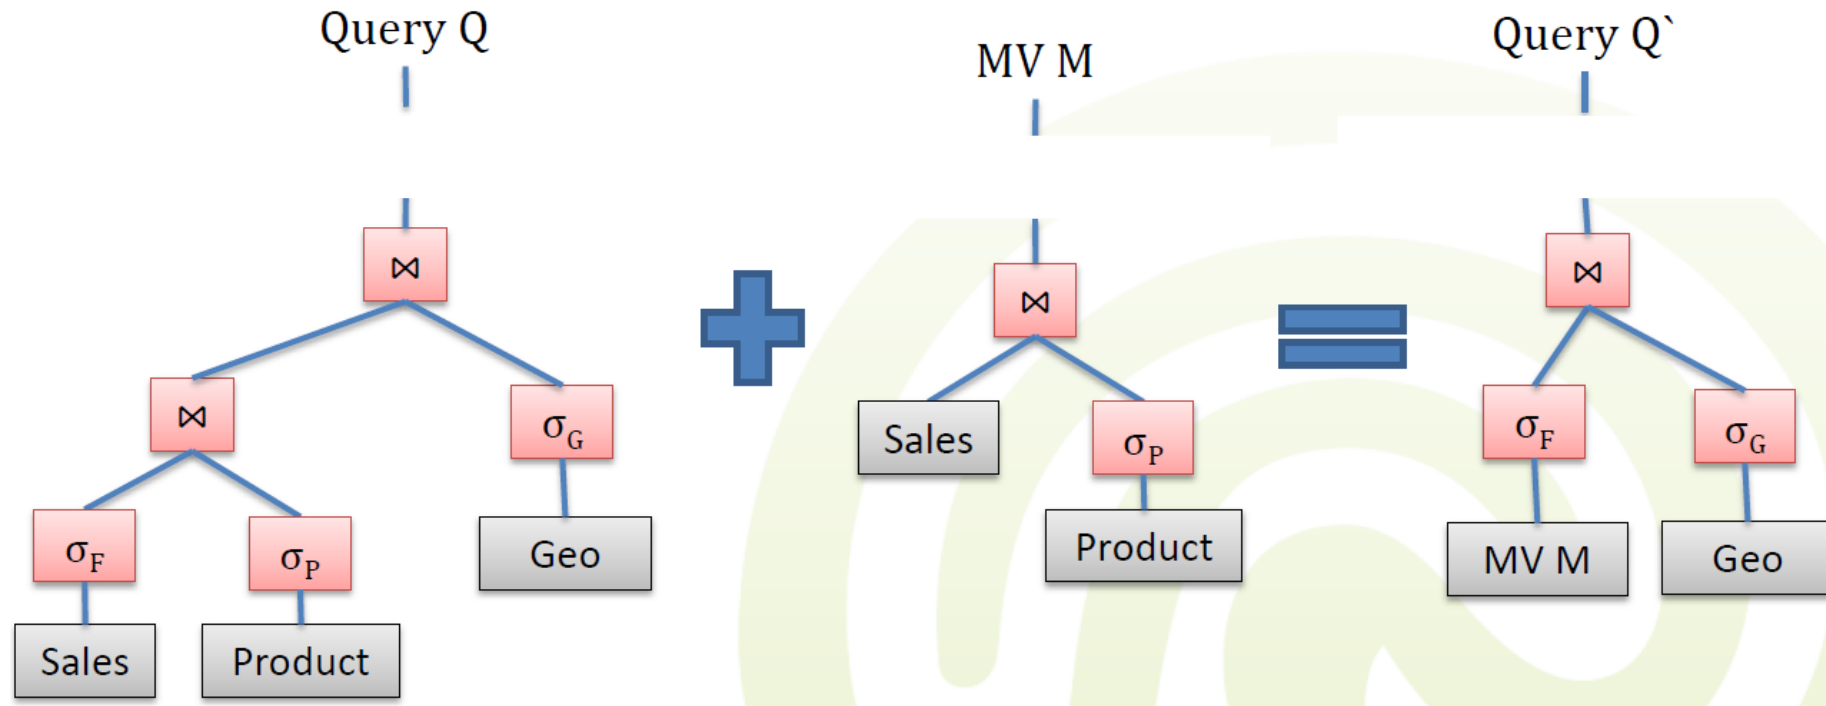 Query Q
⋈
⋈
σG
σF
σP
Geo
Sales
Product
MV M
⋈
Sales
σP
Product
Query Q`
⋈
σF
σG
MV M
Geo